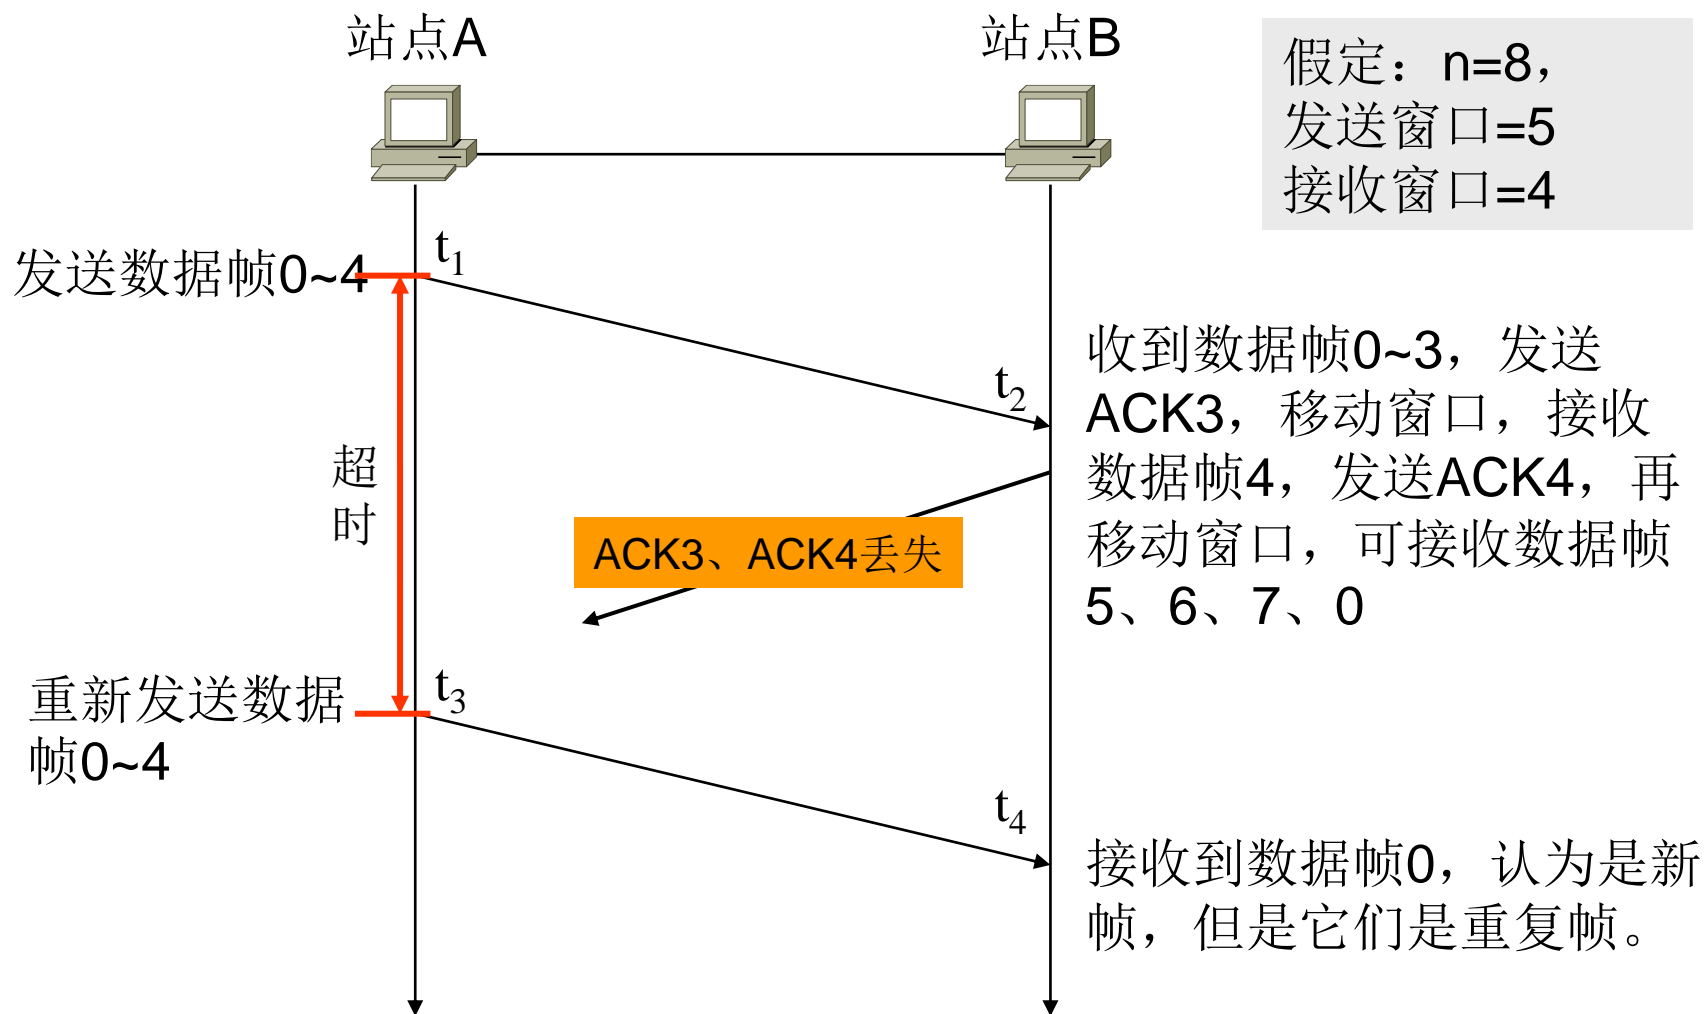 站点A
站点B
假定：n=8，
发送窗口=5
接收窗口=4
发送数据帧0~4
t1
收到数据帧0~3，发送
ACK3，移动窗口，接收
数据帧4，发送ACK4，再
移动窗口，可接收数据帧
5、6、7、0
t2
超
时
ACK3、ACK4丢失
重新发送数据
帧0~4
t3
t4
接收到数据帧0，认为是新
帧，但是它们是重复帧。